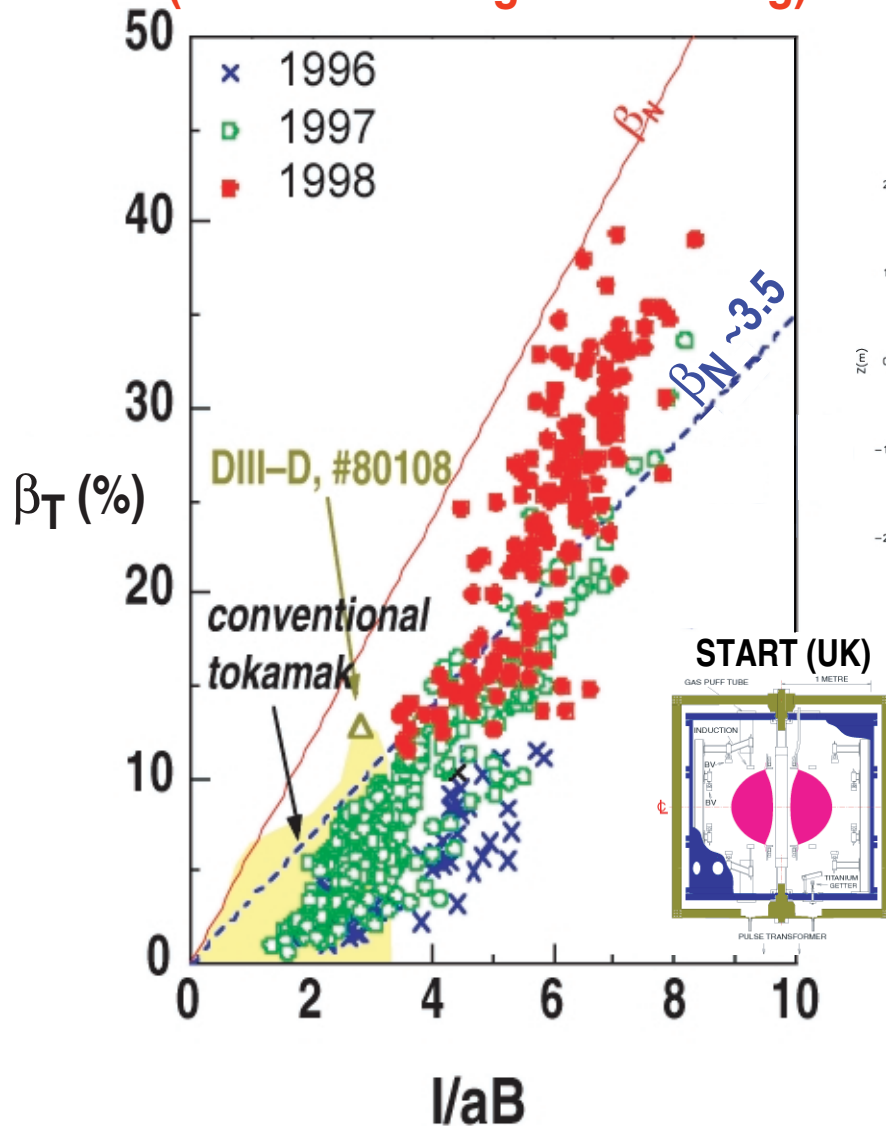 50
1996
1997
1998
βN
40
βN ~3.5
30
DIII–D, #80108
βT (%)
20
conventional
tokamak
10
0
0 2 4 6 8 10
I/aB
Z(m)
START (UK)
GAS PUFF TUBE
1 METRE
INDUCTION
BV
BV
TITANIUM
GETTER
PULSE TRANSFORMER